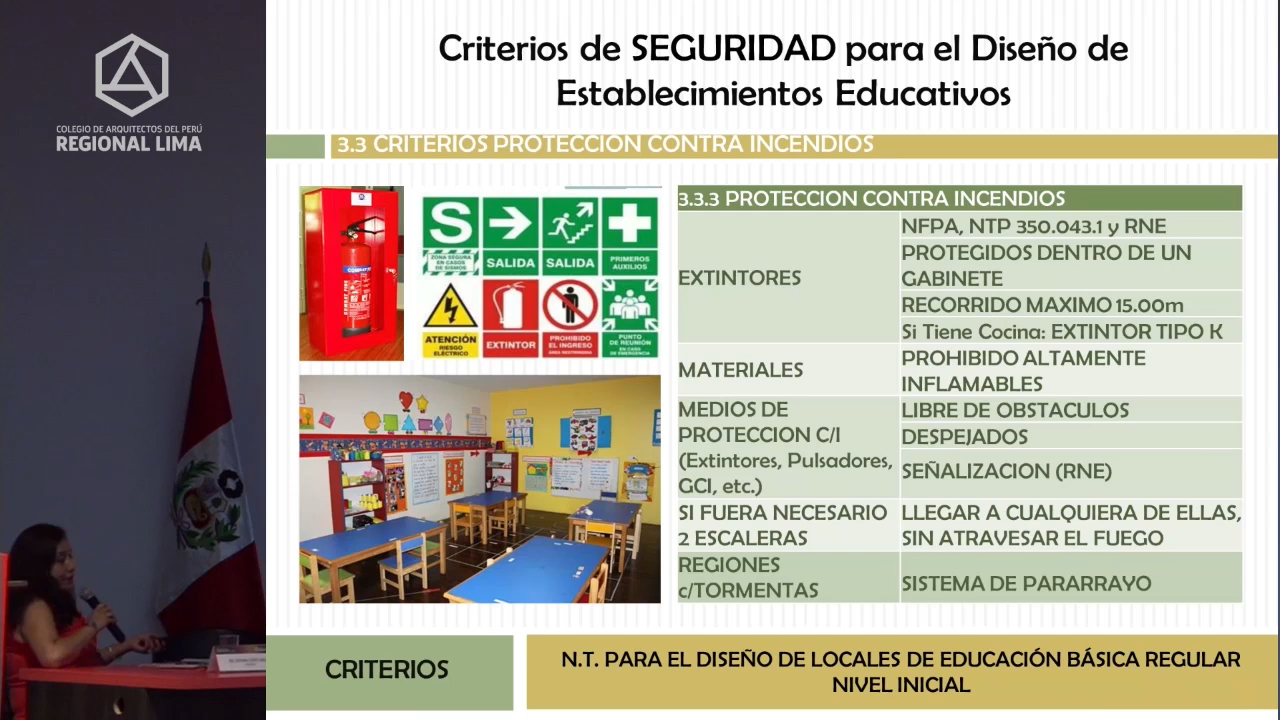 COLEGIO DE ARQUITECTOS DEL PERÚ
REGIONAL LIMA
Criterios de SEGURIDAD para el Diseño de
Establecimientos Educativos
3.3 CRITERIOS PROTECCION CONTRA INCENDIOS
S
ZONA SEGURA
EN CASOS
DE SISMOS
SALIDA
SALIDA
PRIMEROS
AUXILIOS
ATENCIÓN
RIESGO
ELÉCTRICO
EXTINTOR
PROHIBIDO
EL INGRESO
AREA RESTRINGIDA
PUNTO
DE REUNIÓN
EN CASO
DE EMERGENCIA
3.3.3 PROTECCION CONTRA INCENDIOS
EXTINTORES
NFPA, NTP 350.043.1 y RNE
PROTEGIDOS DENTRO DE UN
GABINETE
RECORRIDO MAXIMO 15.00m
Si Tiene Cocina: EXTINTOR TIPO K
MATERIALES
PROHIBIDO ALTAMENTE
INFLAMABLES
MEDIOS DE
PROTECCION C/I
(Extintores, Pulsadores,
GCI, etc.)
LIBRE DE OBSTACULOS
DESPEJADOS
SEÑALIZACION (RNE)
SI FUERA NECESARIO
2 ESCALERAS
LLEGAR A CUALQUIERA DE ELLAS,
SIN ATRAVESAR EL FUEGO
REGIONES
c/TORMENTAS
SISTEMA DE PARARRAYO
CRITERIOS
N.T. PARA EL DISEÑO DE LOCALES DE EDUCACIÓN BÁSICA REGULAR
NIVEL INICIAL